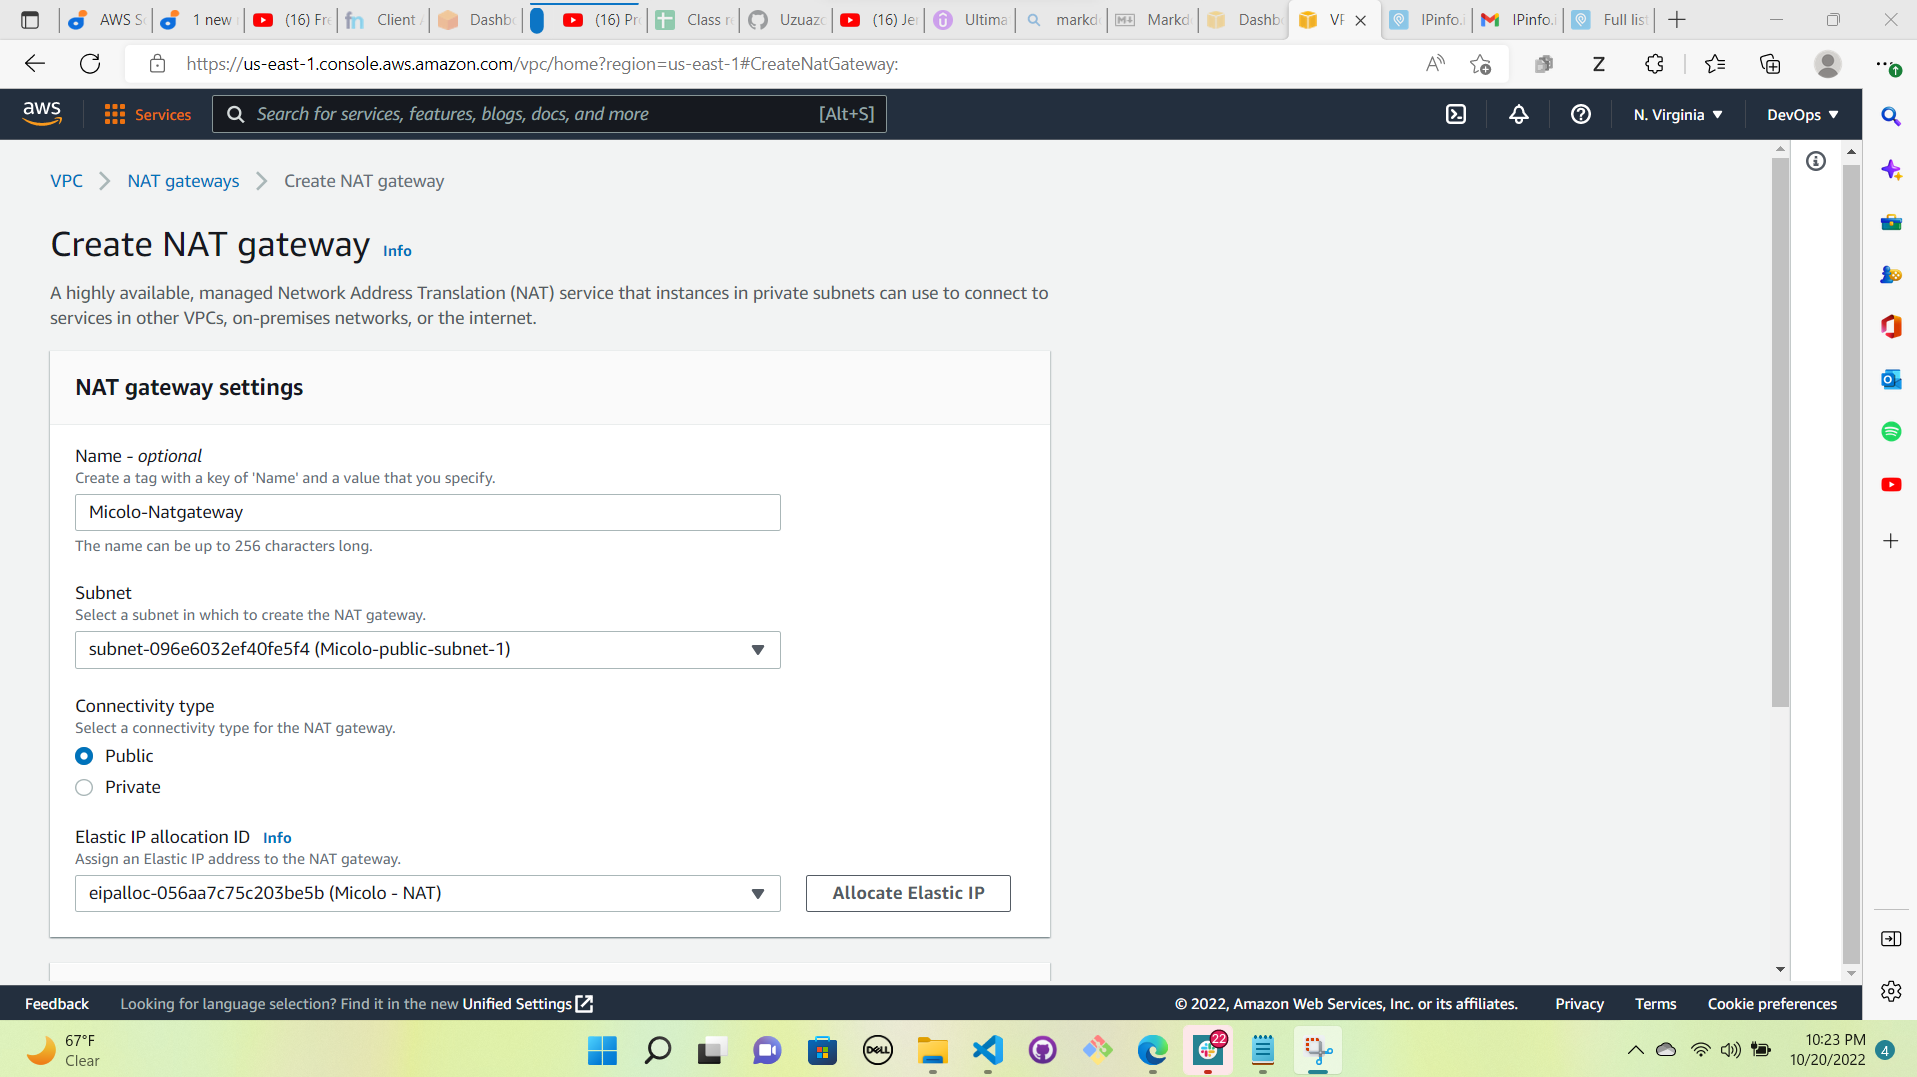 AWS S
1 new
(16) Fr
Client
Dashb
(16) Pr
Class r
Uzuaz
(16) Je
Ultima
markd
Markd
Dashb
VP
IPinfo.i
IPinfo.i
Full list
https://us-east-1.console.aws.amazon.com/vpc/home?region=us-east-1#CreateNatGateway:
aws
Services
Search for services, features, blogs, docs, and more
[Alt+S]
N. Virginia
DevOps
VPC
NAT gateways
Create NAT gateway
Create NAT gateway Info
A highly available, managed Network Address Translation (NAT) service that instances in private subnets can use to connect to
services in other VPCs, on-premises networks, or the internet.
NAT gateway settings
Name - optional
Create a tag with a key of 'Name' and a value that you specify.
Micolo-Natgateway
The name can be up to 256 characters long.
Subnet
Select a subnet in which to create the NAT gateway.
subnet-096e6032ef40fe5f4 (Micolo-public-subnet-1)
Connectivity type
Select a connectivity type for the NAT gateway.
Public
Private
Elastic IP allocation ID Info
Assign an Elastic IP address to the NAT gateway.
eipalloc-056aa7c75c203be5b (Micolo - NAT)
Allocate Elastic IP
Feedback
Looking for language selection? Find it in the new Unified Settings
© 2022, Amazon Web Services, Inc. or its affiliates.
Privacy
Terms
Cookie preferences
67°F
Clear
DELL
22
10:23 PM
10/20/2022
4